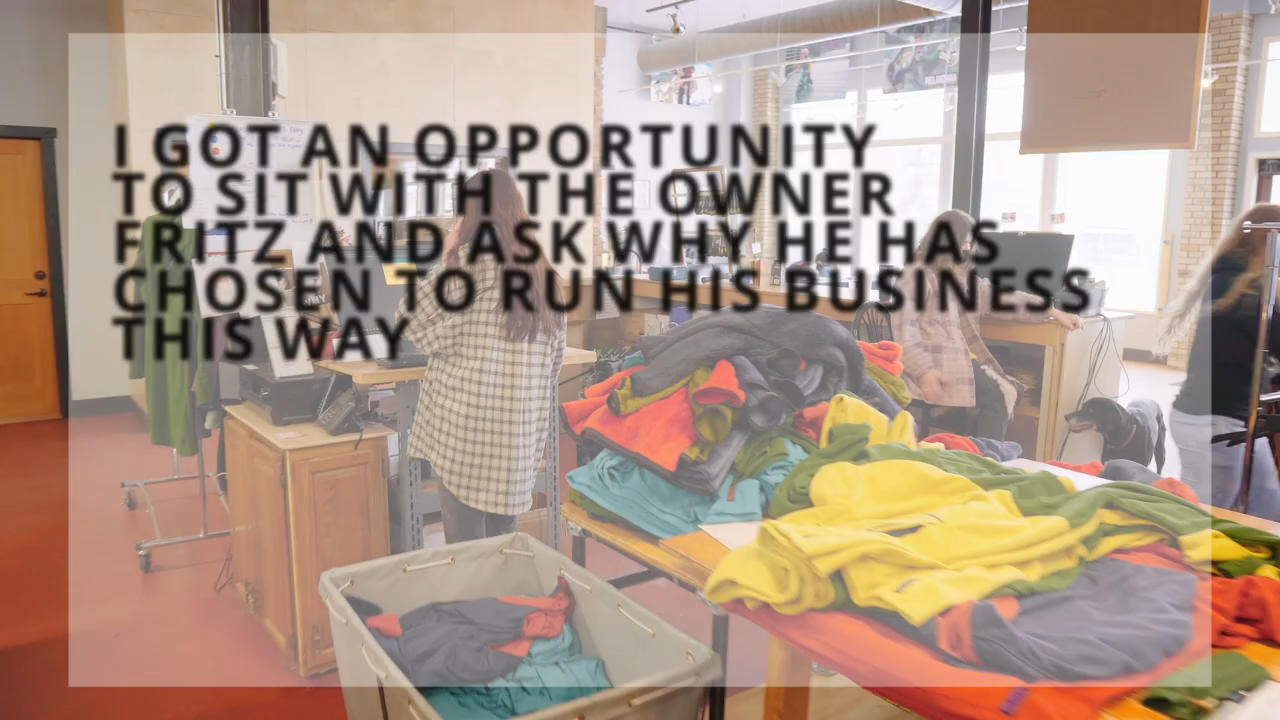 I GOT AN OPPORTUNITY
TO SIT WITH THE OWNER
FRITZ AND ASK WHY HE HAS
CHOSEN TO RUN HIS BUSINESS
THIS WAY